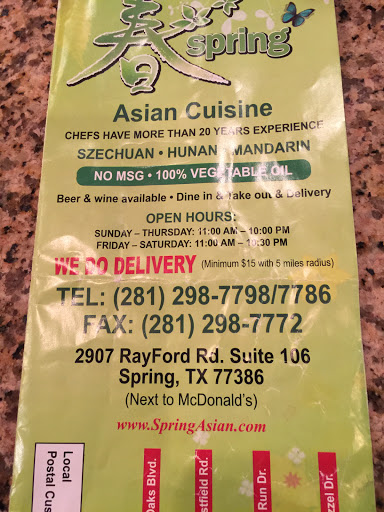 春
spring
Asian Cuisine
CHEFS HAVE MORE THAN 20 YEARS EXPERIENCE
SZECHUAN • HUNAN • MANDARIN
NO MSG • 100% VEGETABLE OIL
Beer & wine available • Dine in & Take out & Delivery
OPEN HOURS:
SUNDAY – THURSDAY: 11:00 AM – 10:00 PM
FRIDAY – SATURDAY: 11:00 AM – 10:30 PM
WE DO DELIVERY (Minimum $15 with 5 miles radius)
TEL: (281) 298-7798/7786
FAX: (281) 298-7772
2907 RayFord Rd. Suite 106
Spring, TX 77386
(Next to McDonald's)
www.SpringAsian.com
Local
Postal Cus
Oaks Blvd.
stfield Rd.
Run Dr.
zzel Dr.